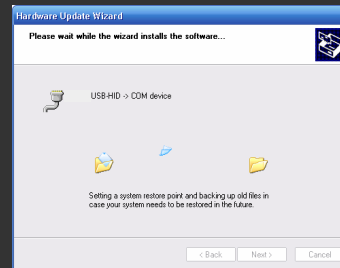 Hardware Update Wizard
Please wait while the wizard installs the software...
USB-HID -> COM device
Setting a system restore point and backing up old files in
case your system needs to be restored in the future.
< Back
Next >
Cancel